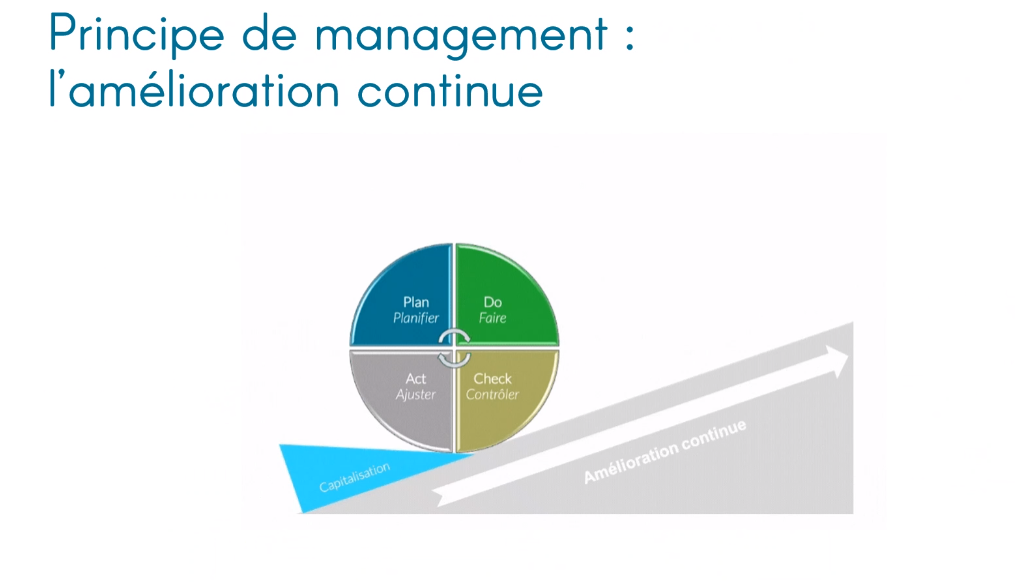 Principe de management :
l'amélioration continue
Plan
Planifier
Do
Faire
Act
Ajuster
Check
Contrôler
Capitalisation
Amélioration continue